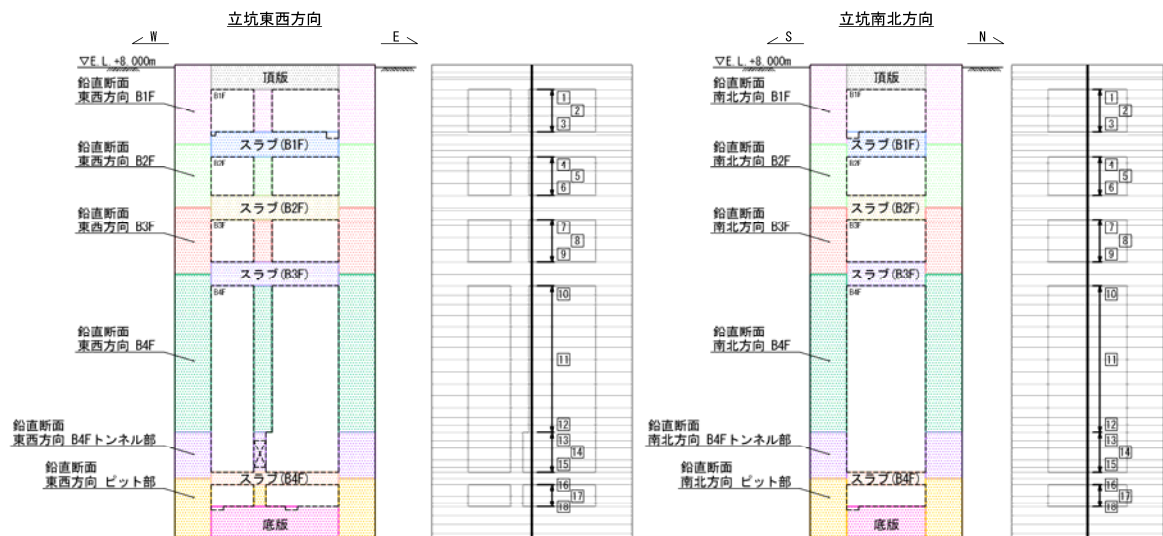 立坑東西方向
W
E
▽E.L.+8.000m
頂版
鉛直断面
東西方向 B1F
B1F
スラブ(B1F)
鉛直断面
東西方向 B2F
B2F
スラブ(B2F)
鉛直断面
東西方向 B3F
B3F
スラブ(B3F)
B4F
鉛直断面
東西方向 B4F
鉛直断面
東西方向 B4Fトンネル部
鉛直断面
東西方向 ピット部
スラブ(B4F)
底版
1
2
3
4
5
6
7
8
9
10
11
12
13
14
15
16
17
18
立坑南北方向
S
N
▽E.L.+8.000m
頂版
鉛直断面
南北方向 B1F
B1F
スラブ(B1F)
鉛直断面
南北方向 B2F
B2F
スラブ(B2F)
鉛直断面
南北方向 B3F
B3F
スラブ(B3F)
B4F
鉛直断面
南北方向 B4F
鉛直断面
南北方向 B4Fトンネル部
鉛直断面
南北方向 ピット部
スラブ(B4F)
底版
1
2
3
4
5
6
7
8
9
10
11
12
13
14
15
16
17
18